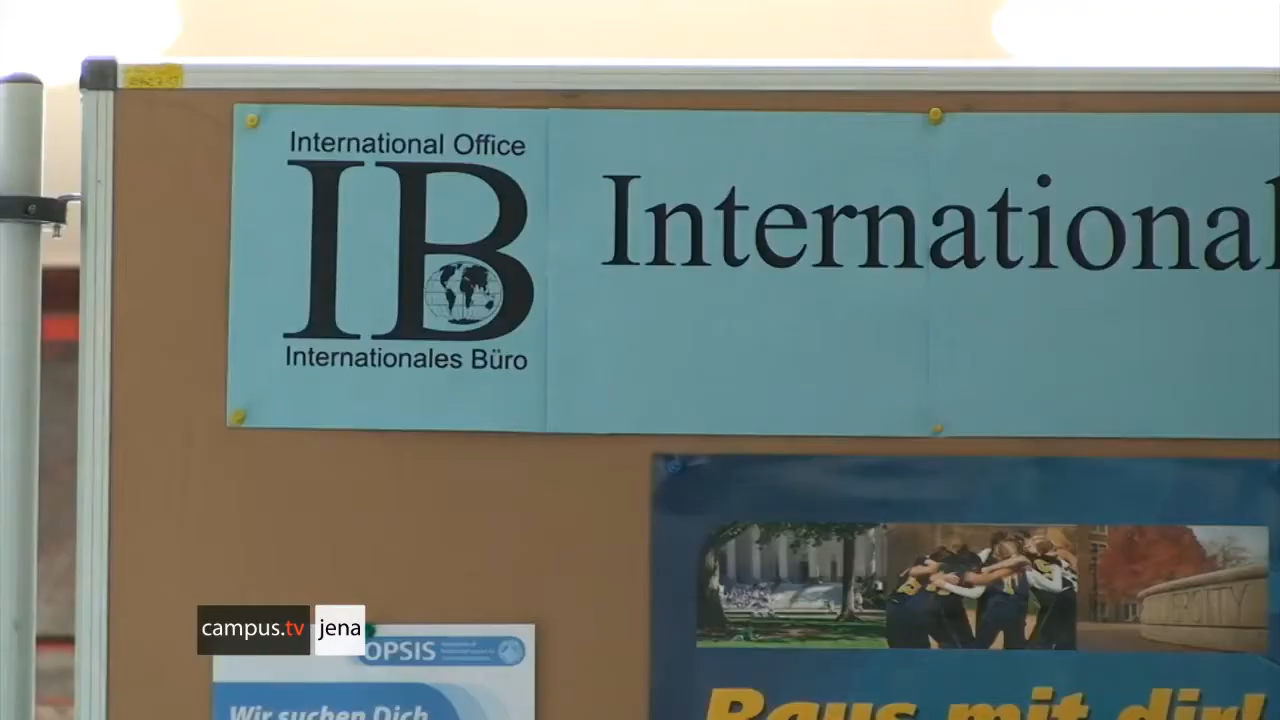 International Office
IB
Internationales Büro
International
campus.tv jena
OPSIS
Wir suchen Dich
Raus mit dir!